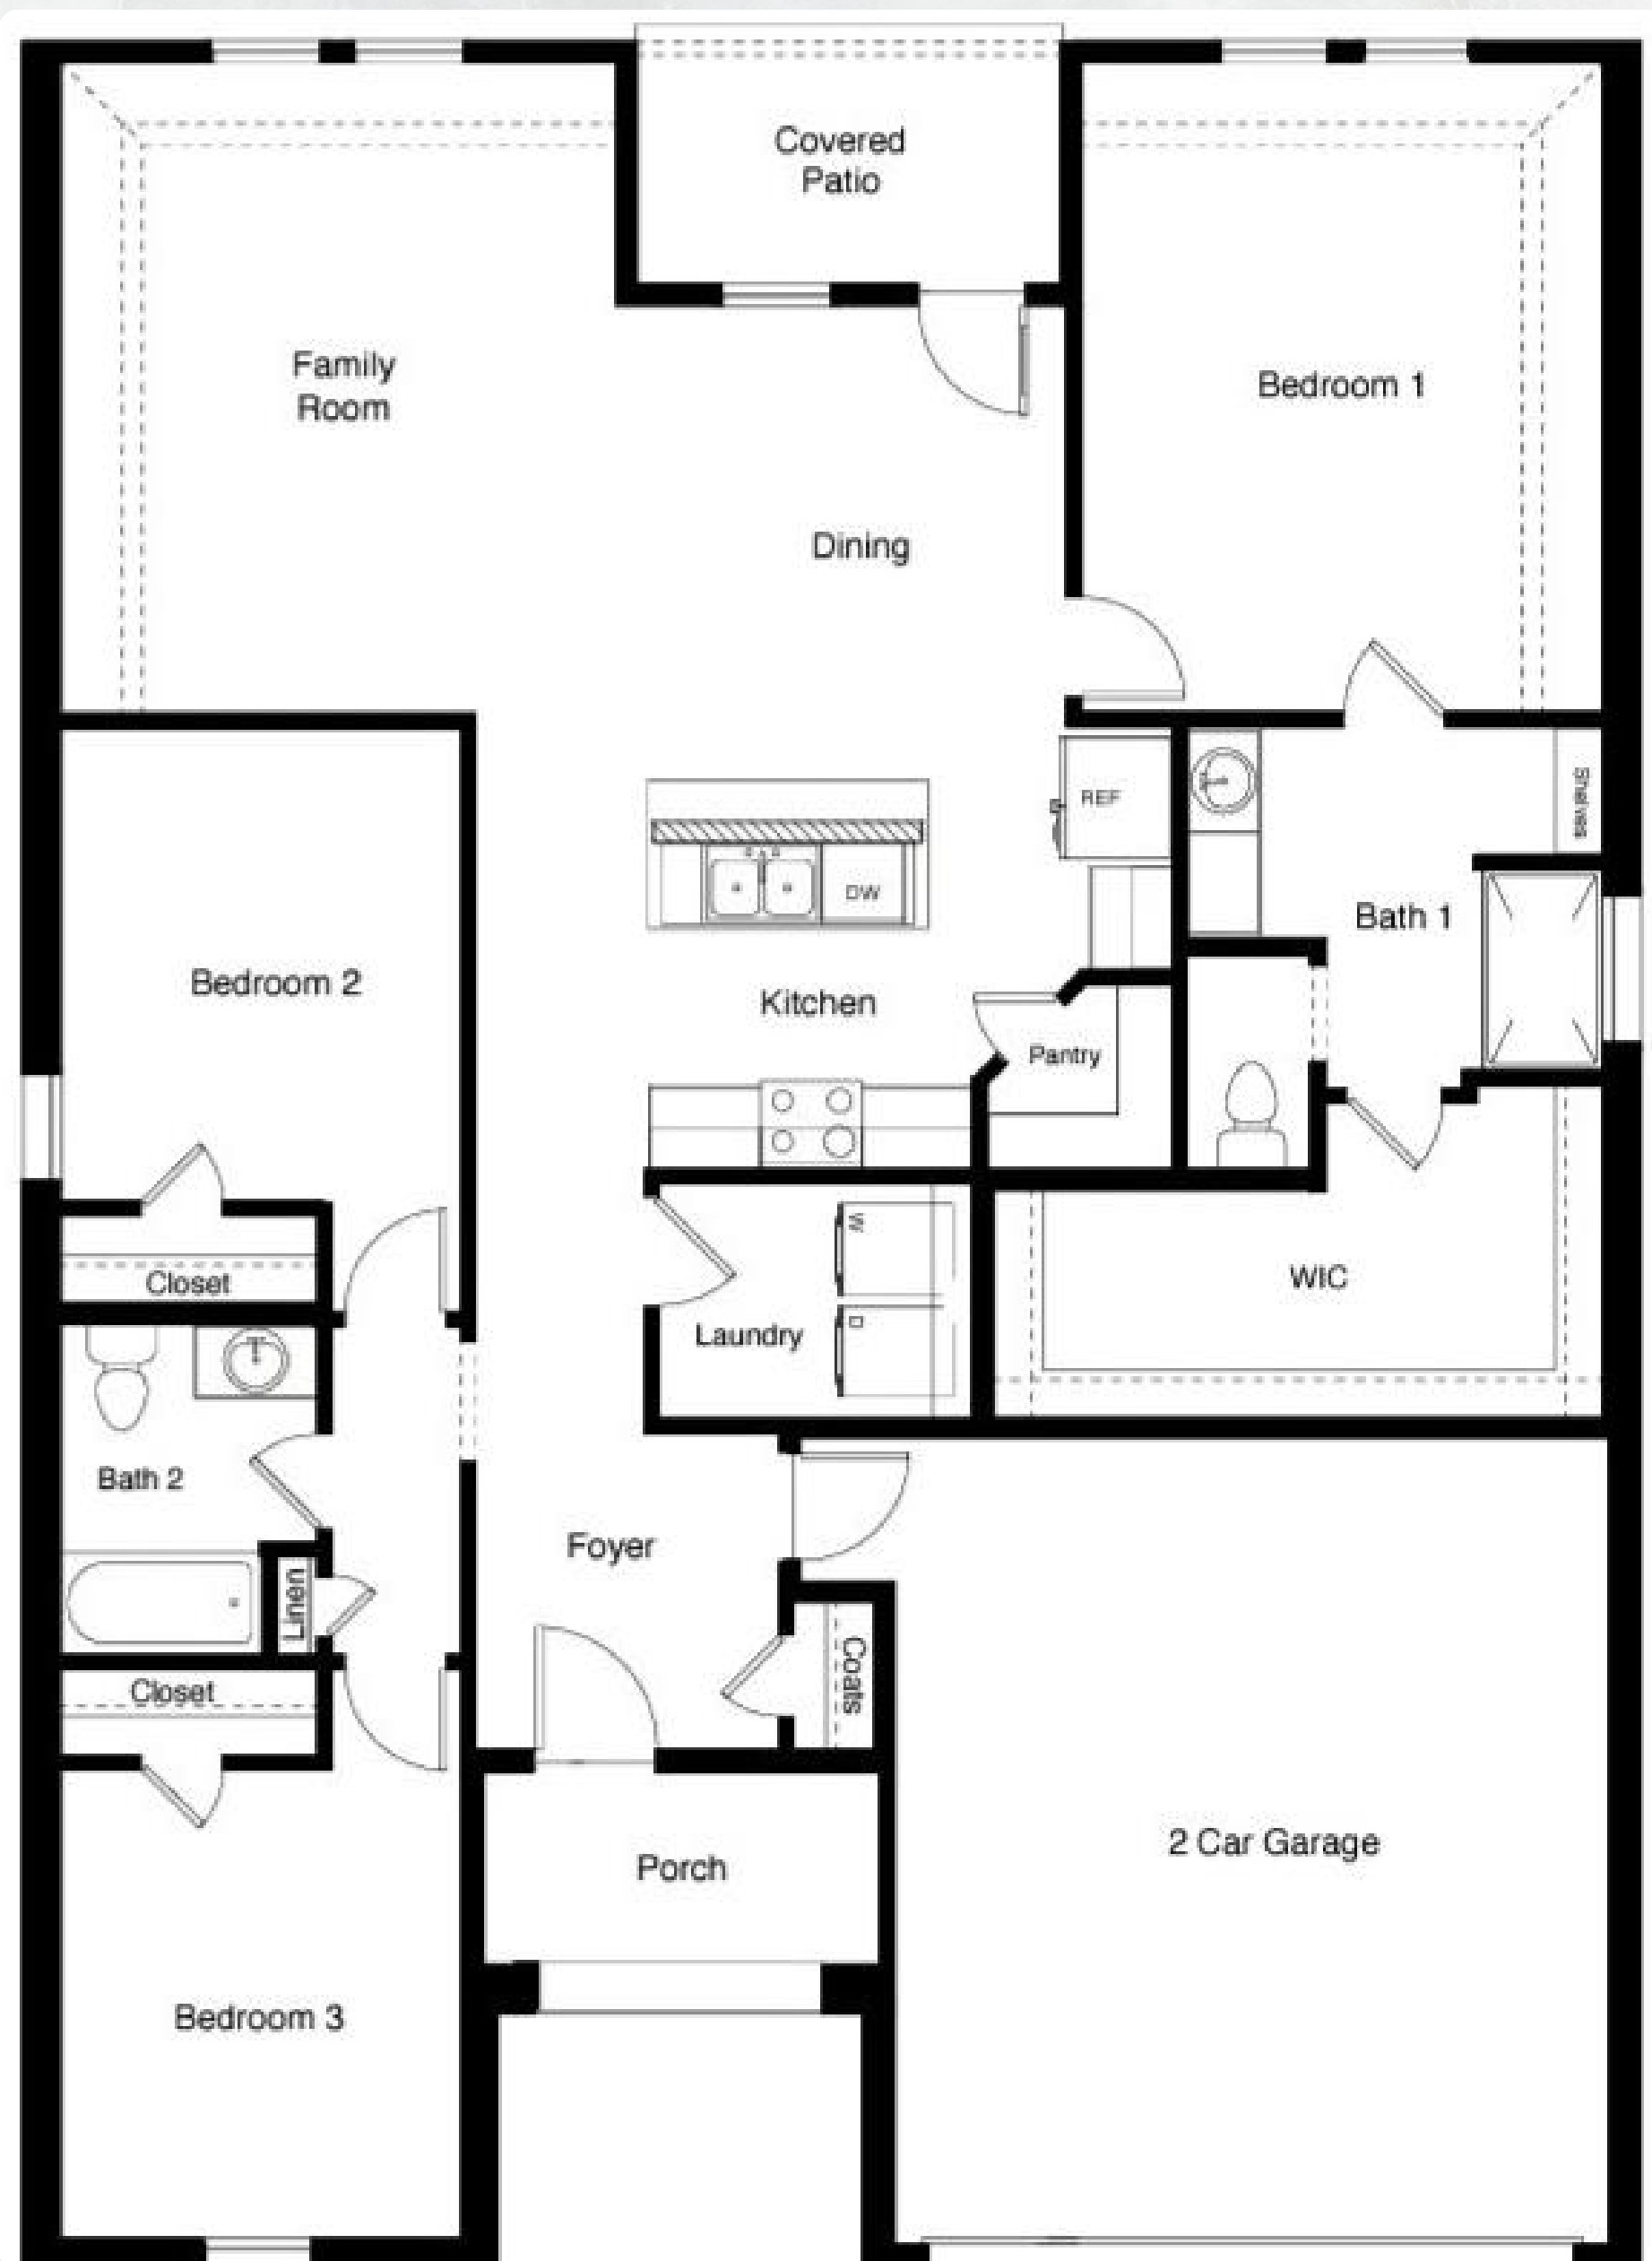 Covered
Patio
Family
Room
Bedroom 1
Dining
REF
Shelves
DW
Bath 1
Bedroom 2
Kitchen
Pantry
W
WIC
Closet
Laundry
D
Bath 2
Foyer
Linen
Coats
Closet
2 Car Garage
Porch
Bedroom 3